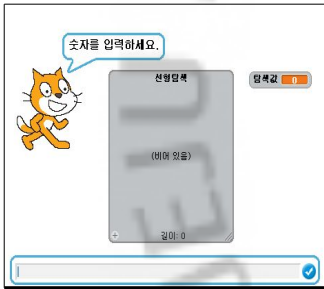 숫자를 입력하세요.
선형탐색
탐색값 0
(비어 있음)
+ 길이: 0